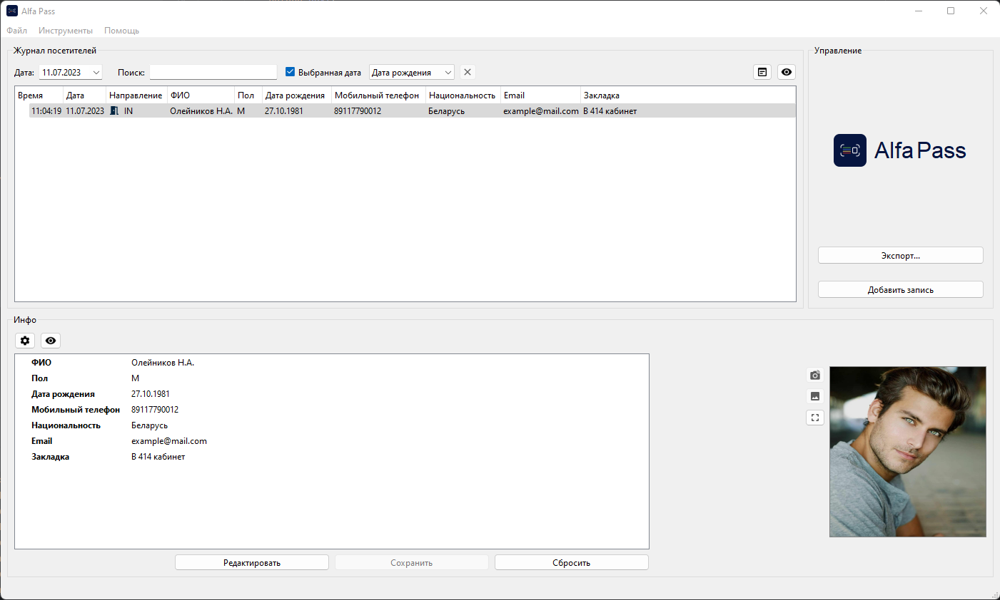 Alfa Pass
Файл Инструменты Помощь
Журнал посетителей
Дата: 11.07.2023 Поиск: Выбранная дата Дата рождения
Время Дата Направление ФИО Пол Дата рождения Мобильный телефон Национальность Email Закладка
11:04:19 11.07.2023 IN Олейников Н.А. М 27.10.1981 89117790012 Беларусь example@mail.com В 414 кабинет
Управление
Alfa Pass
Экспорт...
Добавить запись
Инфо
ФИО Олейников Н.А.
Пол М
Дата рождения 27.10.1981
Мобильный телефон 89117790012
Национальность Беларусь
Email example@mail.com
Закладка В 414 кабинет
Редактировать Сохранить Сбросить